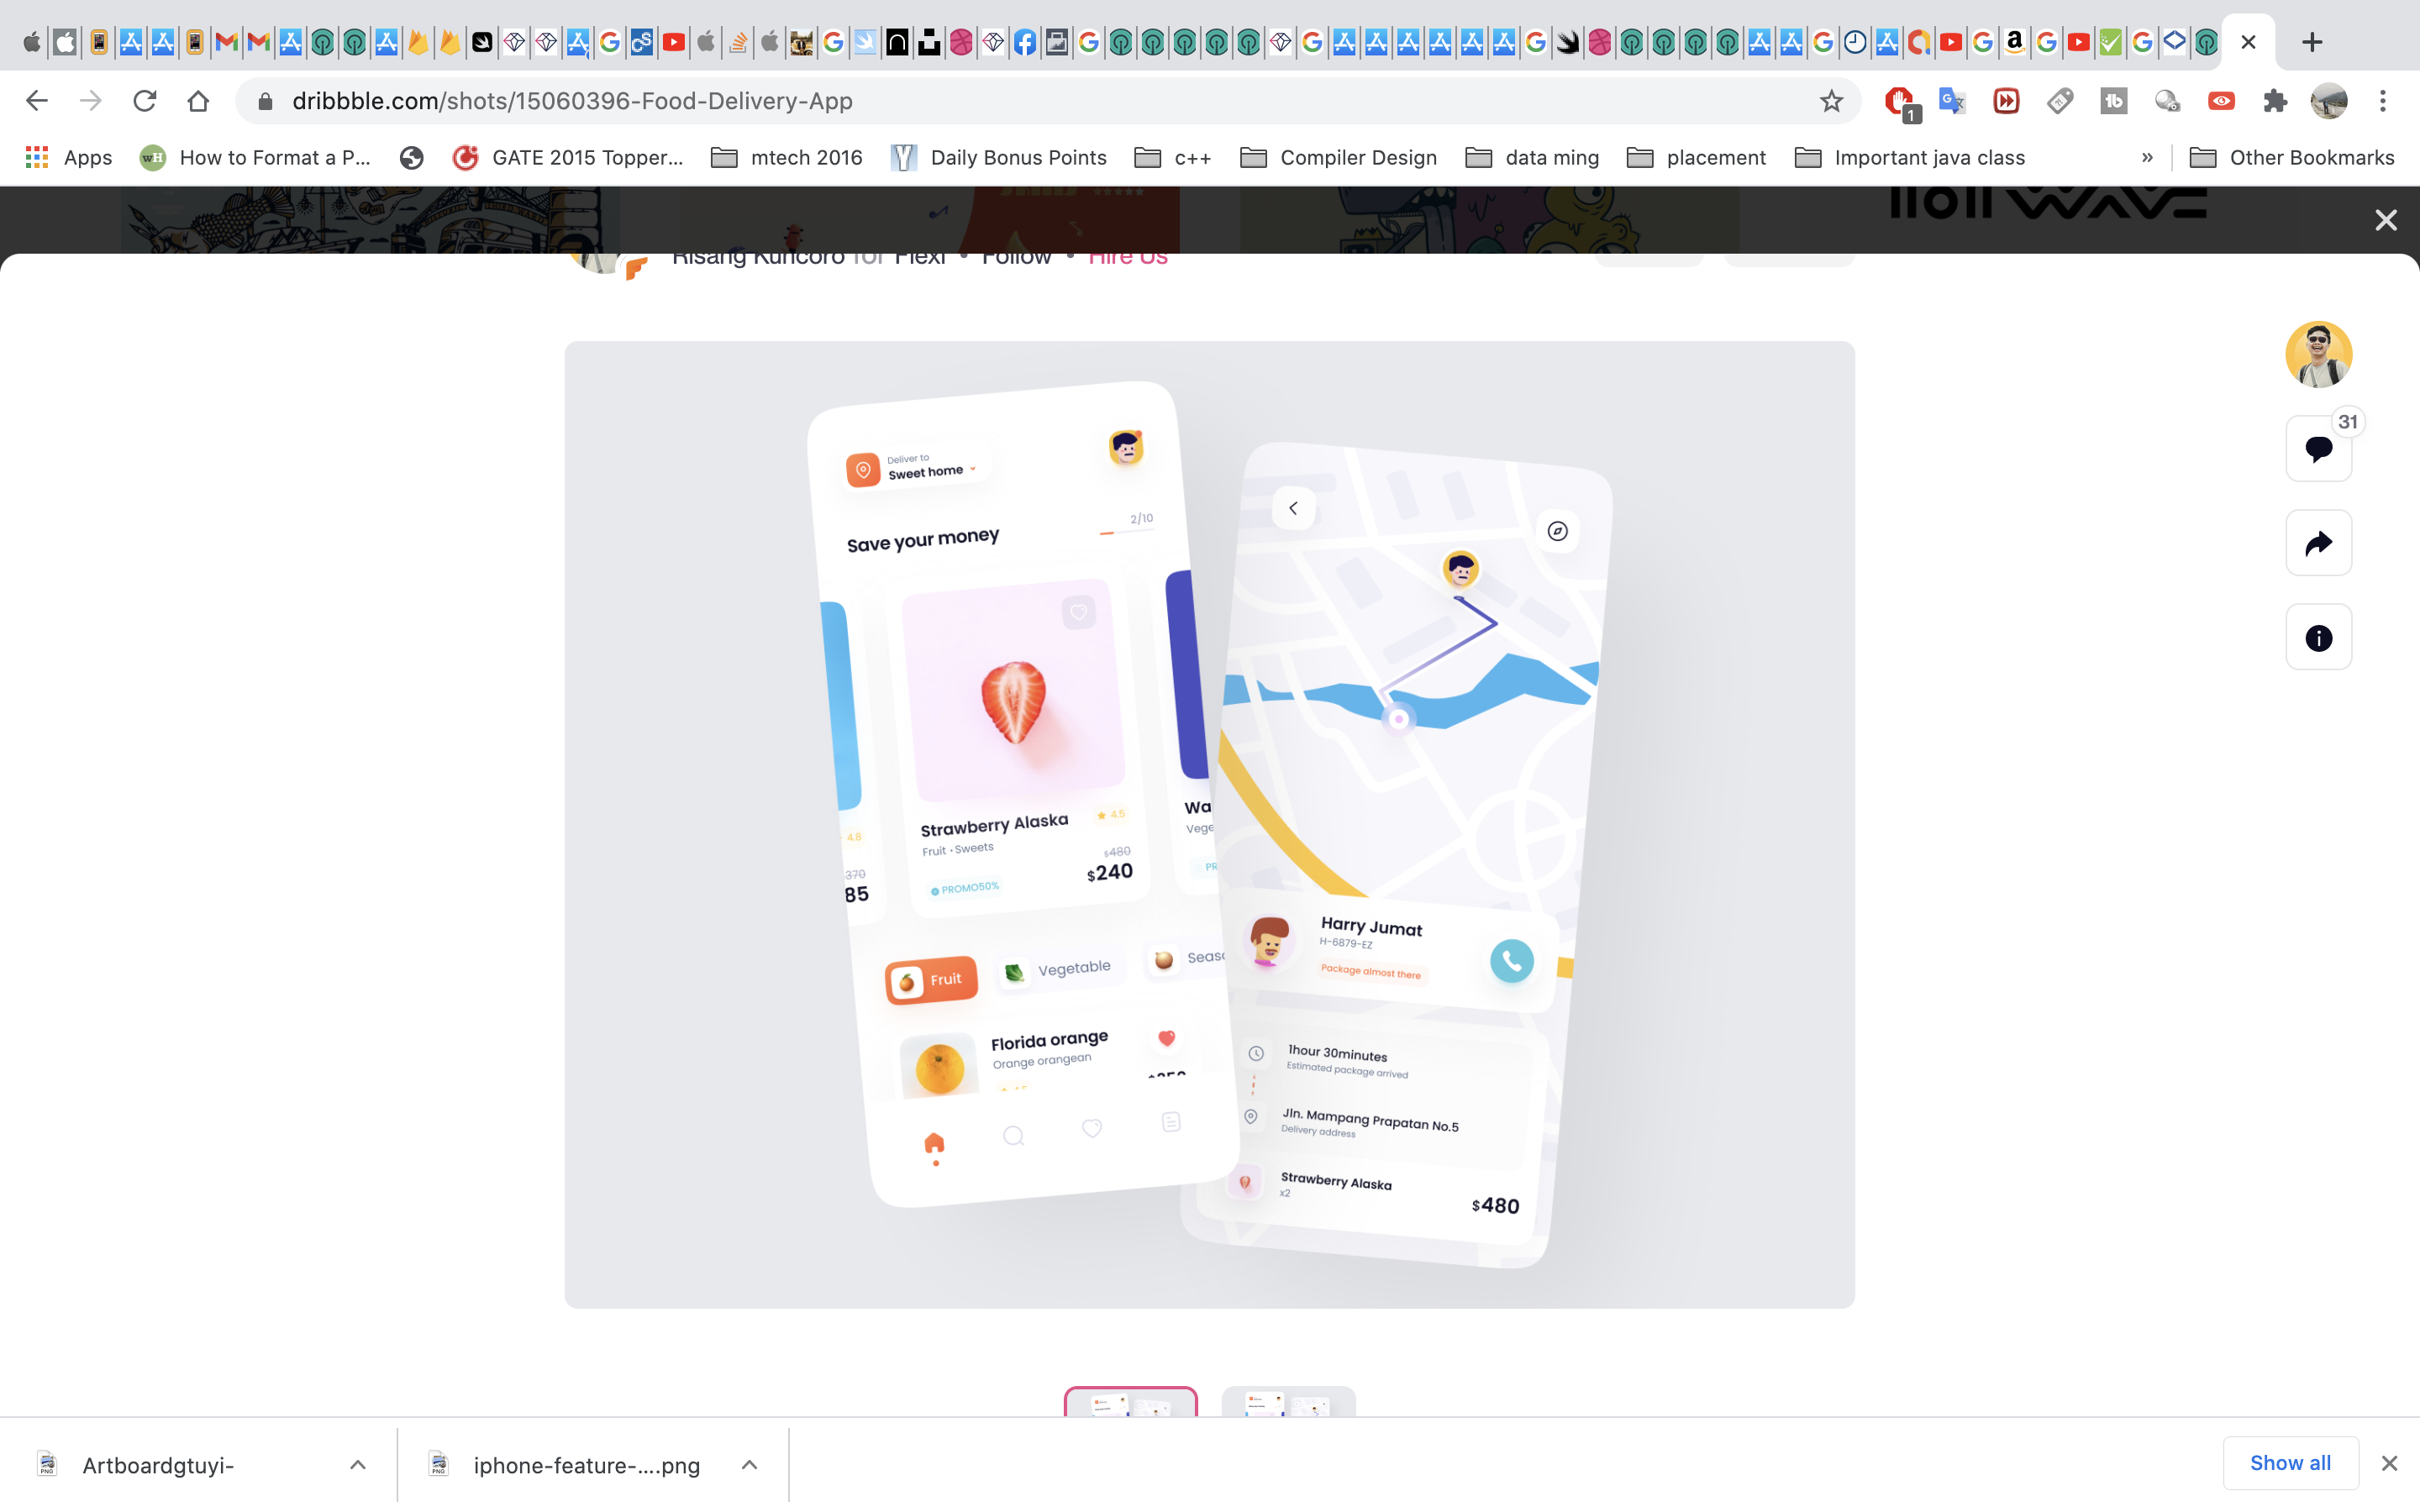 dribbble.com/shots/15060396-Food-Delivery-App
1
Apps
How to Format a P...
GATE 2015 Topper...
mtech 2016
Daily Bonus Points
c++
Compiler Design
data ming
placement
Important java class
»
Other Bookmarks
WAVE
Risang Kuncoro for Flexi • Follow • Hire Us
31
Deliver to
Sweet home
Save your money
2/10
Strawberry Alaska
4.5
Fruit • Sweets
$480
$240
PROMO50%
4.8
370
85
Wa
Vege
PR
Fruit
Vegetable
Seaso
Florida orange
Orange orangean
Harry Jumat
H-6879-EZ
Package almost there
1hour 30minutes
Estimated package arrived
Jln. Mampang Prapatan No.5
Delivery address
Strawberry Alaska
x2
$480
Artboardgtuyi-
iphone-feature-....png
Show all